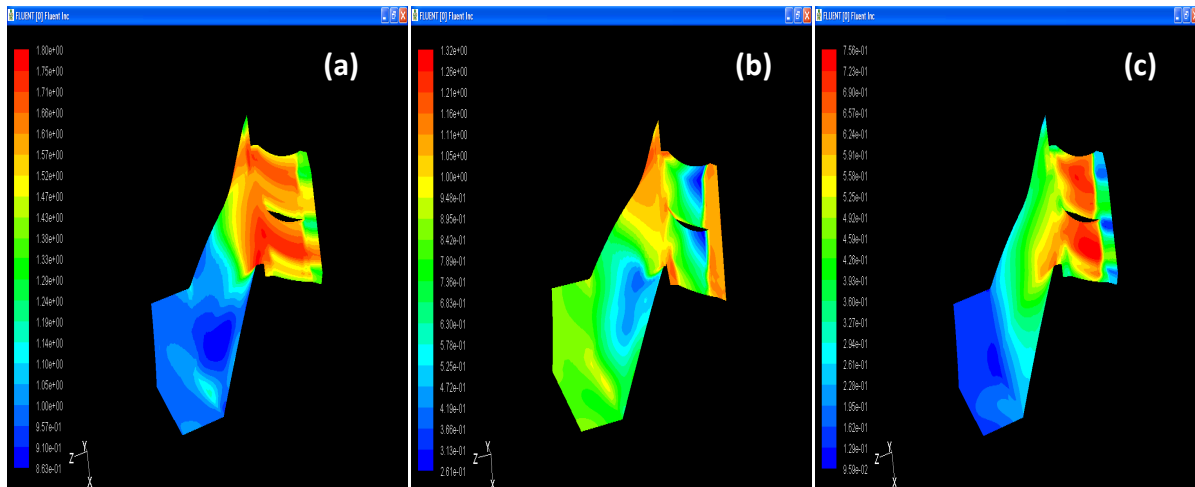 FLUENT [0] Fluent Inc
(a)
1.80e+00
1.75e+00
1.71e+00
1.66e+00
1.61e+00
1.57e+00
1.52e+00
1.47e+00
1.43e+00
1.38e+00
1.33e+00
1.29e+00
1.24e+00
1.19e+00
1.14e+00
1.10e+00
1.05e+00
1.00e+00
9.57e-01
9.10e-01
8.63e-01
Y
Z
X
FLUENT [0] Fluent Inc
(b)
1.32e+00
1.26e+00
1.21e+00
1.16e+00
1.11e+00
1.05e+00
1.00e+00
9.48e-01
8.95e-01
8.42e-01
7.89e-01
7.36e-01
6.83e-01
6.30e-01
5.78e-01
5.25e-01
4.72e-01
4.19e-01
3.66e-01
3.13e-01
2.61e-01
Y
Z
X
FLUENT [0] Fluent Inc
(c)
7.56e-01
7.23e-01
6.90e-01
6.57e-01
6.24e-01
5.91e-01
5.58e-01
5.25e-01
4.92e-01
4.59e-01
4.26e-01
3.93e-01
3.60e-01
3.27e-01
2.94e-01
2.61e-01
2.28e-01
1.95e-01
1.62e-01
1.29e-01
9.59e-02
Y
Z
X